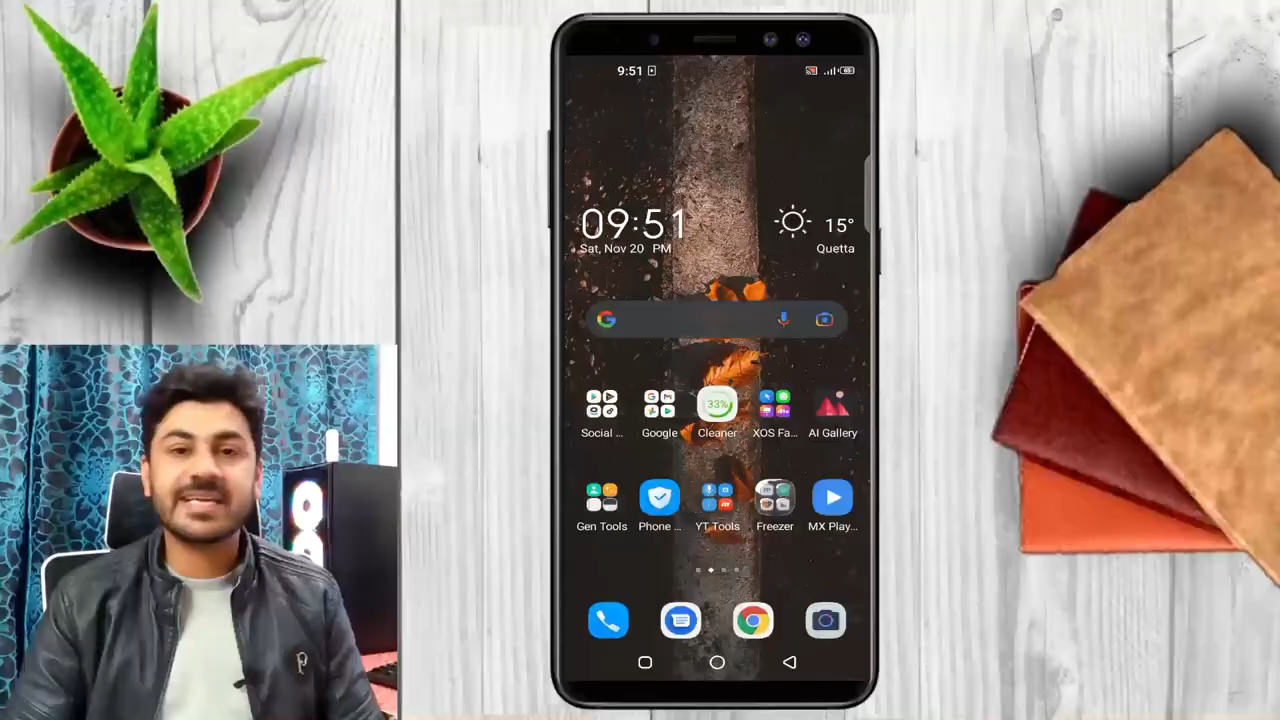 9:51
65
09:51
Sat, Nov 20 PM
15°
Quetta
33%
Social ...
Google
Cleaner
XOS Fa...
AI Gallery
Gen Tools
Phone ...
YT Tools
Freezer
MX Play...